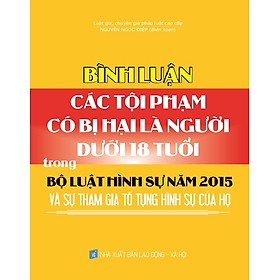 Luật gia, chuyên gia pháp luật cao cấp
NGUYỄN NGỌC ĐIỆP (Biên soạn)
BÌNH LUẬN
CÁC TỘI PHẠM
CÓ BỊ HẠI LÀ NGƯỜI
DƯỚI 18 TUỔI
trong
BỘ LUẬT HÌNH SỰ NĂM 2015
VÀ SỰ THAM GIA TỐ TỤNG HÌNH SỰ CỦA HỌ
NHÀ XUẤT BẢN LAO ĐỘNG - XÃ HỘI